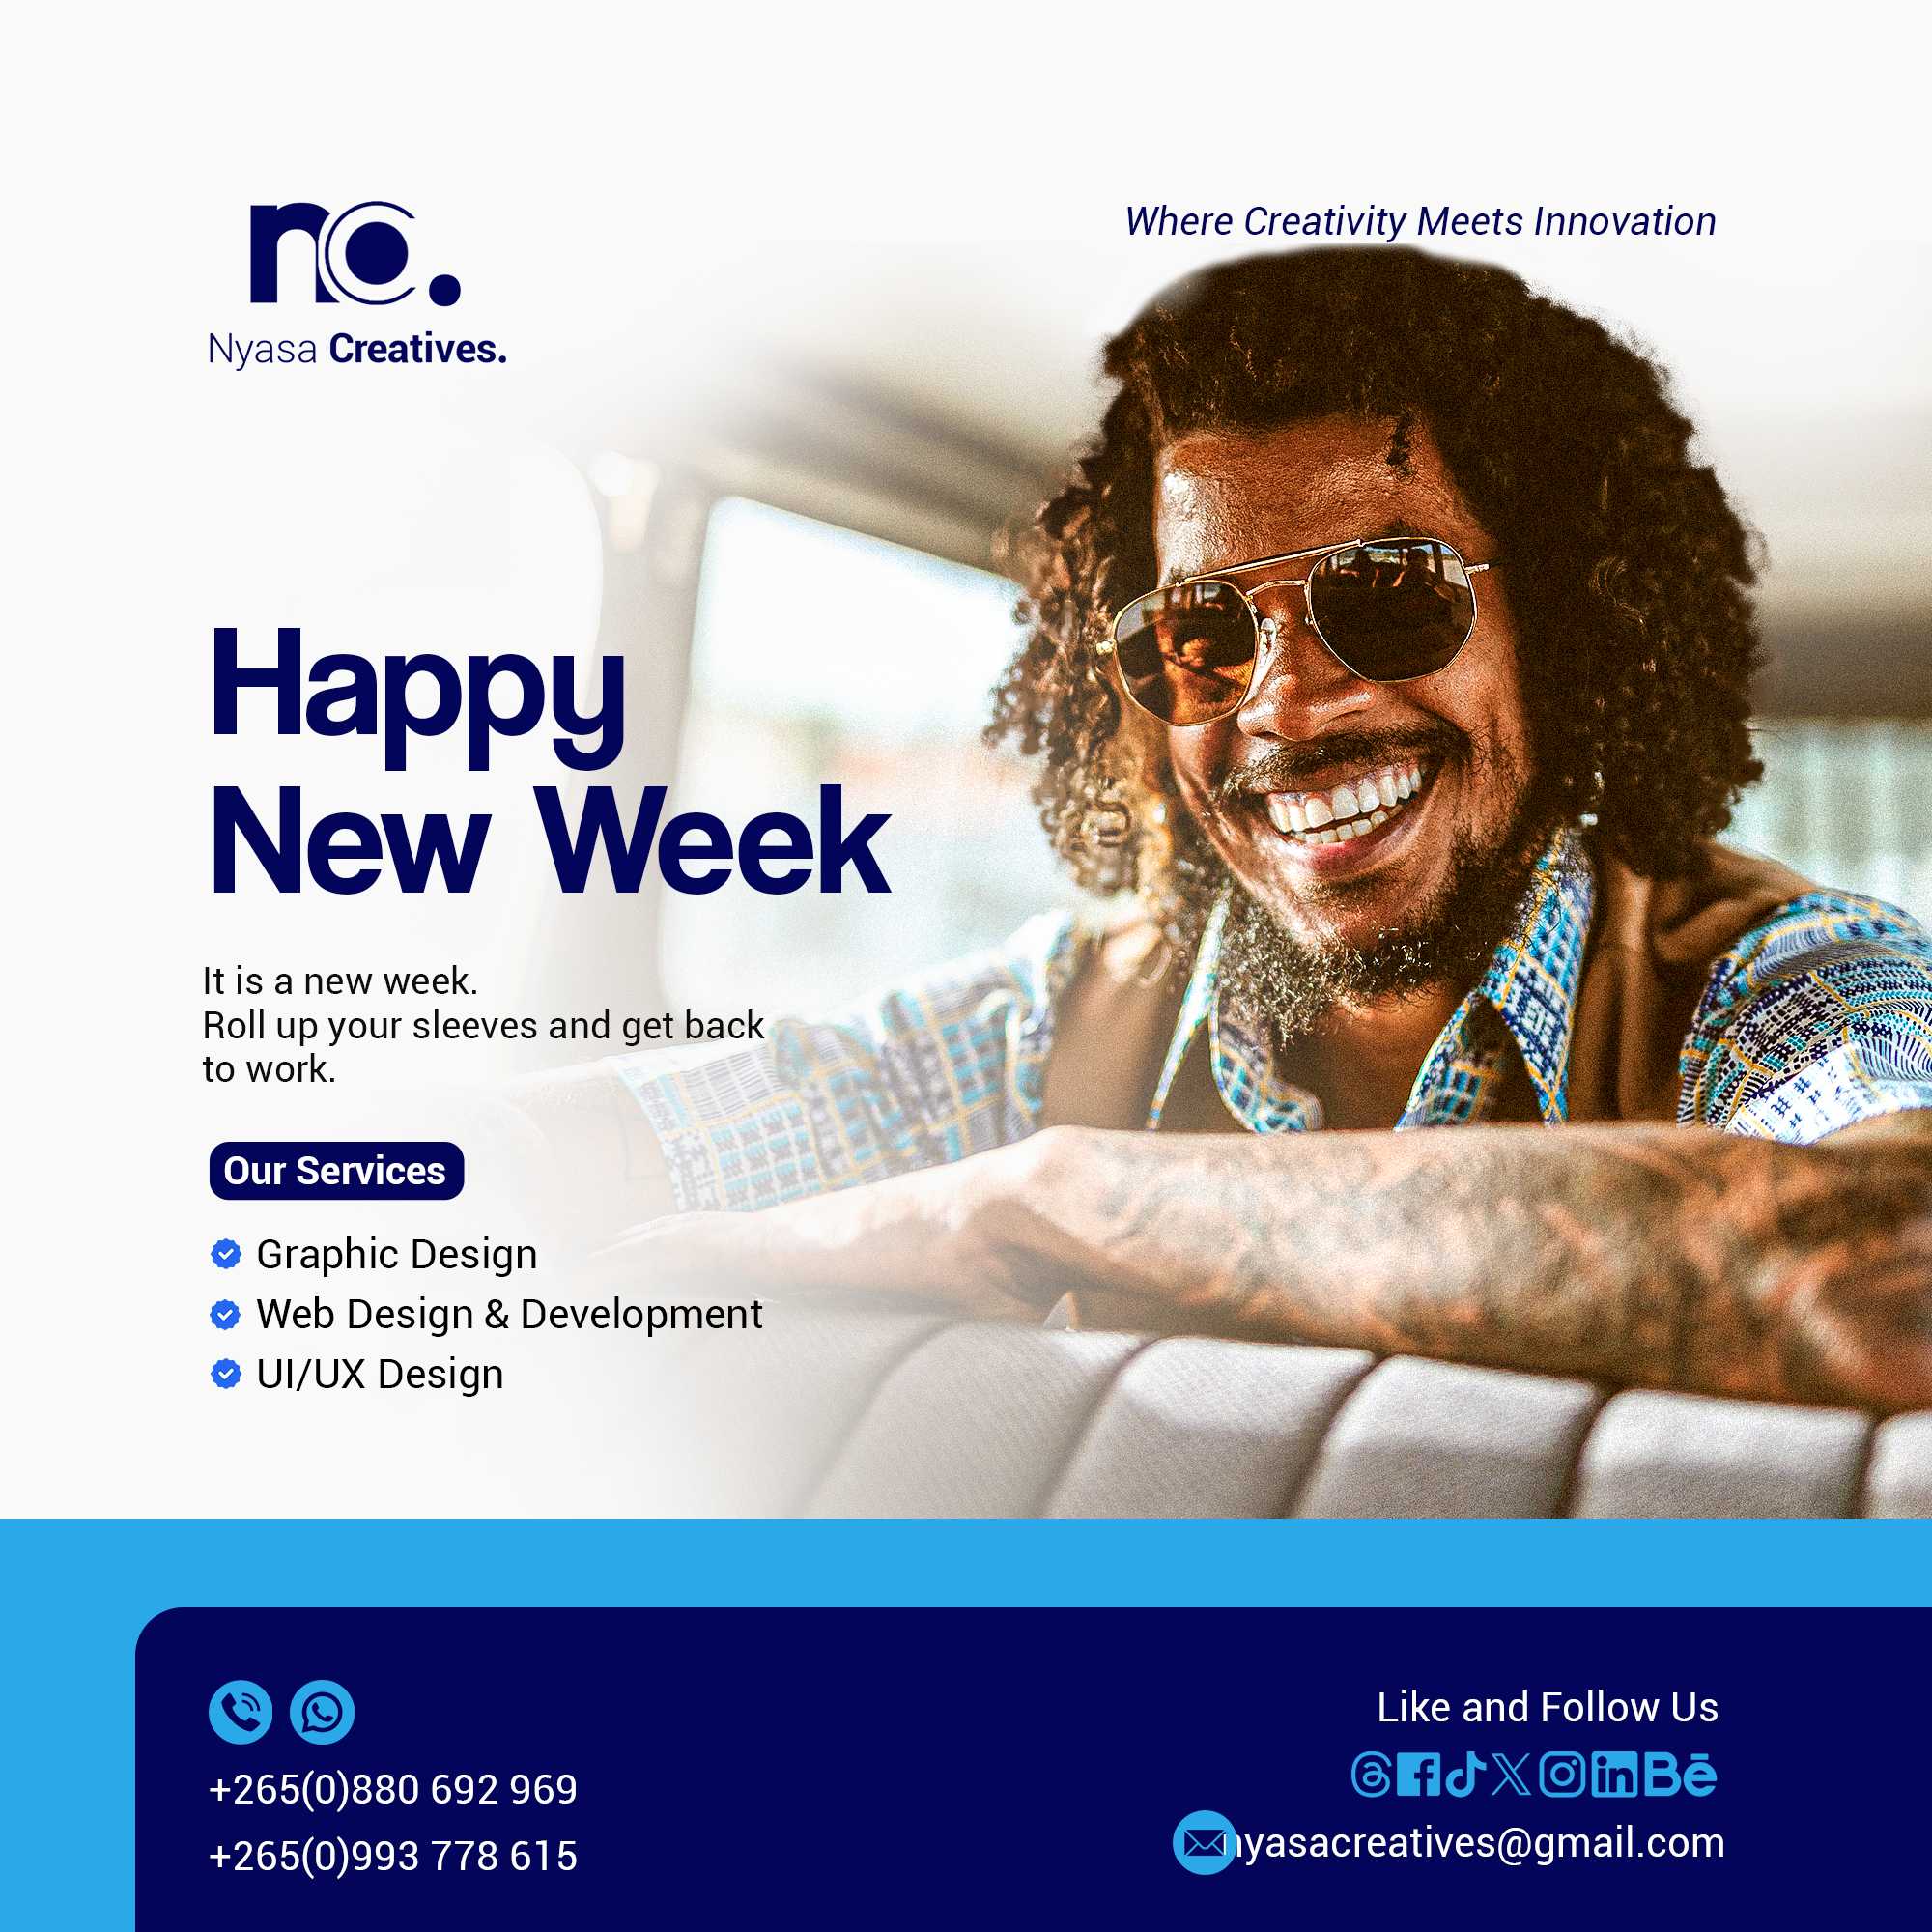 nc.
Nyasa Creatives.
Where Creativity Meets Innovation
Happy
New Week
It is a new week.
Roll up your sleeves and get back
to work.
Our Services
Graphic Design
Web Design & Development
UI/UX Design
+265(0)880 692 969
+265(0)993 778 615
Like and Follow Us
nyasacreatives@gmail.com